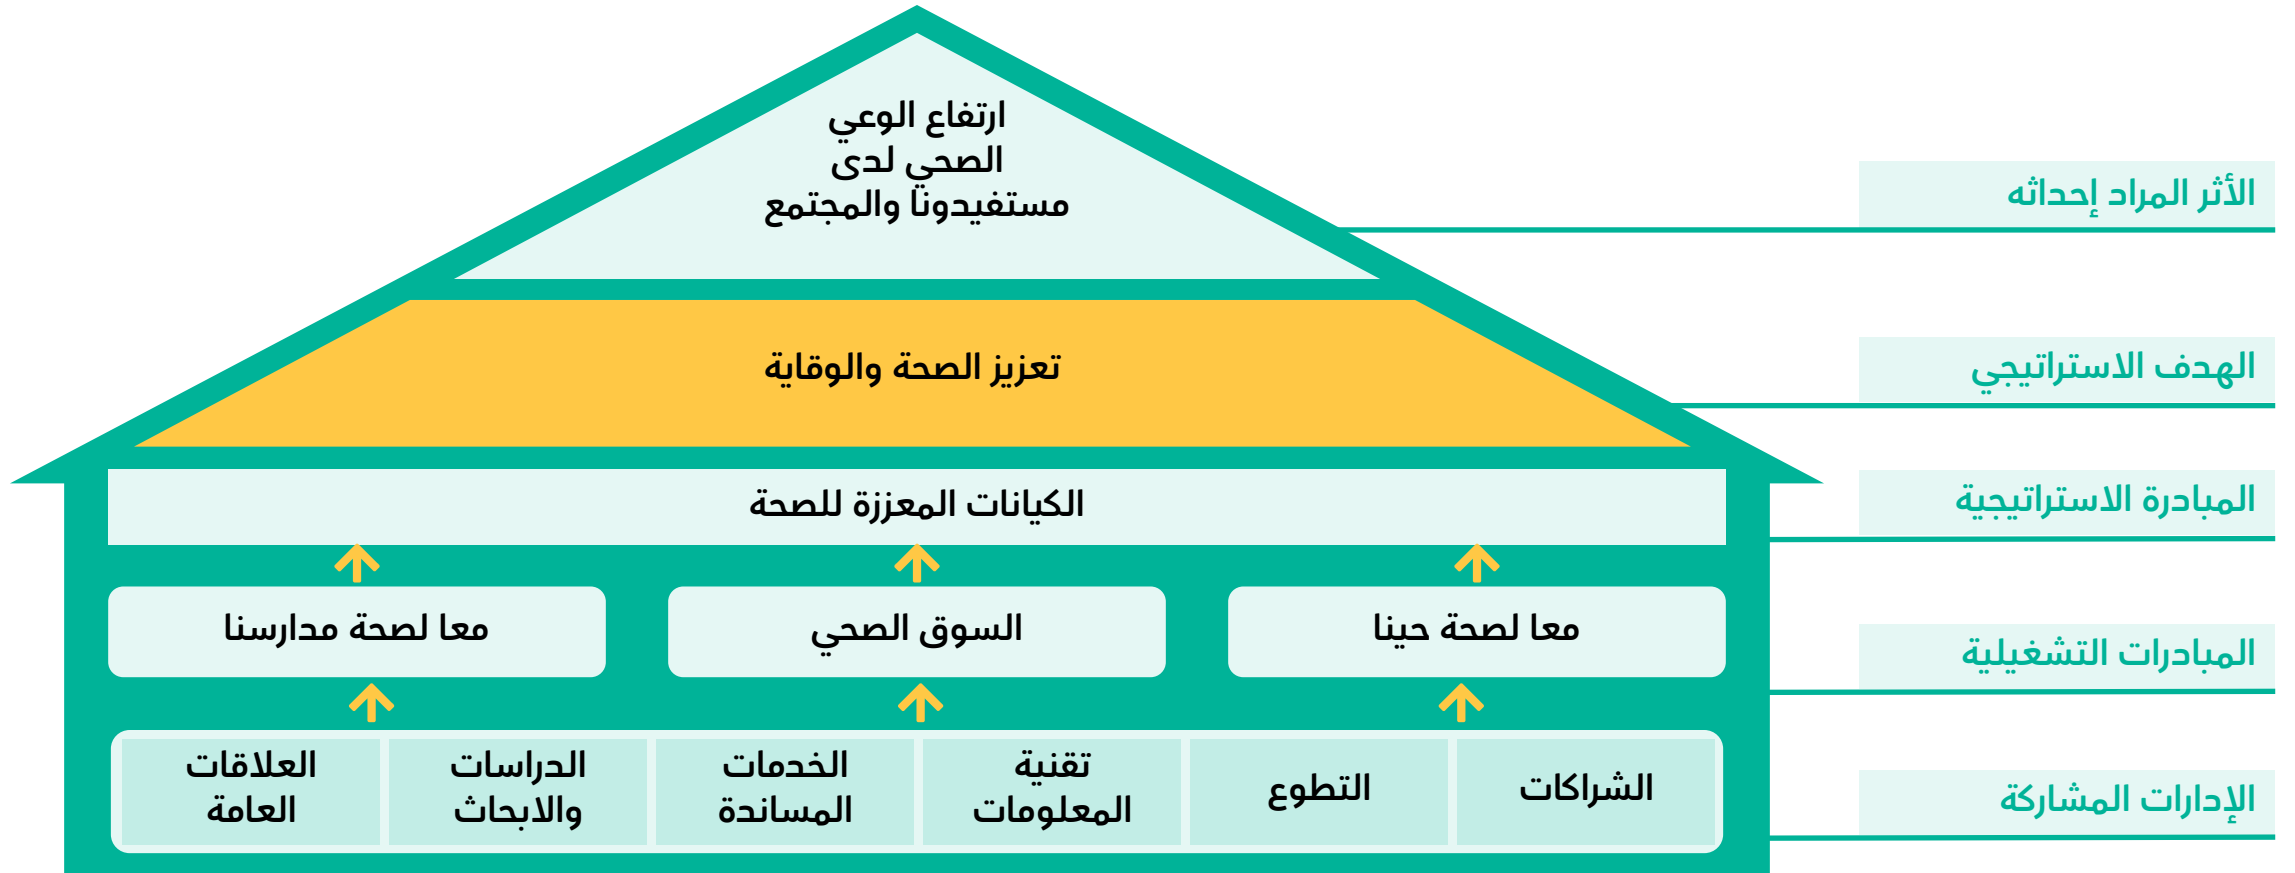 ارتفاع الوعي
الصحي لدى
مستفيدونا والمجتمع
الأثر المراد إحداثه
تعزيز الصحة والوقاية
الهدف الاستراتيجي
الكيانات المعززة للصحة
المبادرة الاستراتيجية
معا لصحة حينا
السوق الصحي
معا لصحة مدارسنا
المبادرات التشغيلية
الشراكات
التطوع
تقنية
المعلومات
الخدمات
المساندة
الدراسات
والابحاث
العلاقات
العامة
الإدارات المشاركة